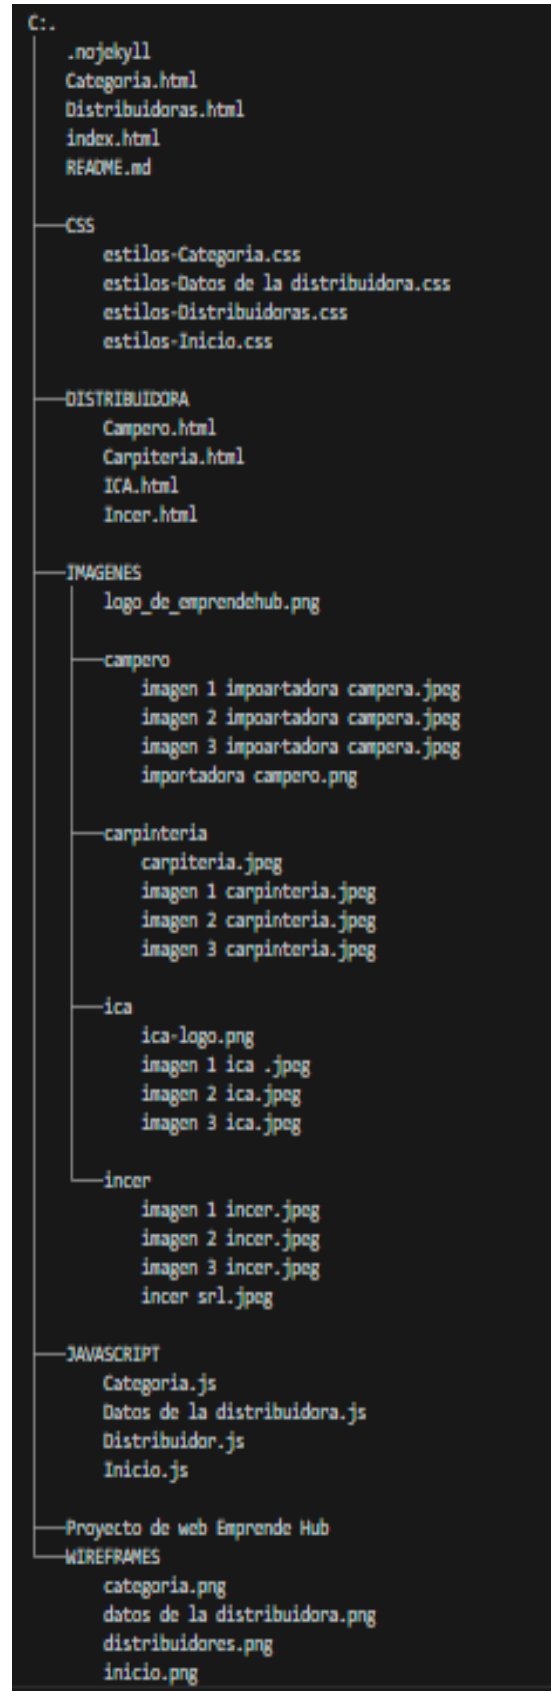 C:.
.nojekyll
Categoria.html
Distribuidoras.html
index.html
README.md
CSS
estilos-Categoria.css
estilos-Datos de la distribuidora.css
estilos-Distribuidoras.css
estilos-Inicio.css
DISTRIBUIDORA
Campero.html
Carpiteria.html
ICA.html
Incer.html
IMAGENES
logo_de_emprendehub.png
campero
imagen 1 impoartadora campera.jpeg
imagen 2 impoartadora campera.jpeg
imagen 3 impoartadora campera.jpeg
importadora campero.png
carpinteria
carpiteria.jpeg
imagen 1 carpinteria.jpeg
imagen 2 carpinteria.jpeg
imagen 3 carpinteria.jpeg
ica
ica-logo.png
imagen 1 ica .jpeg
imagen 2 ica.jpeg
imagen 3 ica.jpeg
incer
imagen 1 incer.jpeg
imagen 2 incer.jpeg
imagen 3 incer.jpeg
incer srl.jpeg
JAVASCRIPT
Categoria.js
Datos de la distribuidora.js
Distribuidor.js
Inicio.js
Proyecto de web Emprende Hub
WIREFRAMES
categoria.png
datos de la distribuidora.png
distribuidores.png
inicio.png